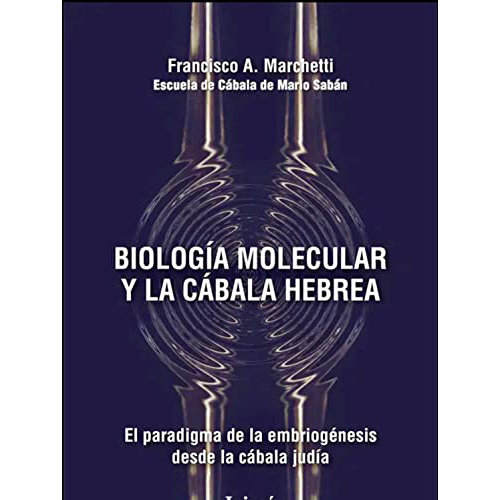 Francisco A. Marchetti
Escuela de Cábala de Mario Sabán
BIOLOGÍA MOLECULAR
Y LA CÁBALA HEBREA
El paradigma de la embriogénesis
desde la cábala judía